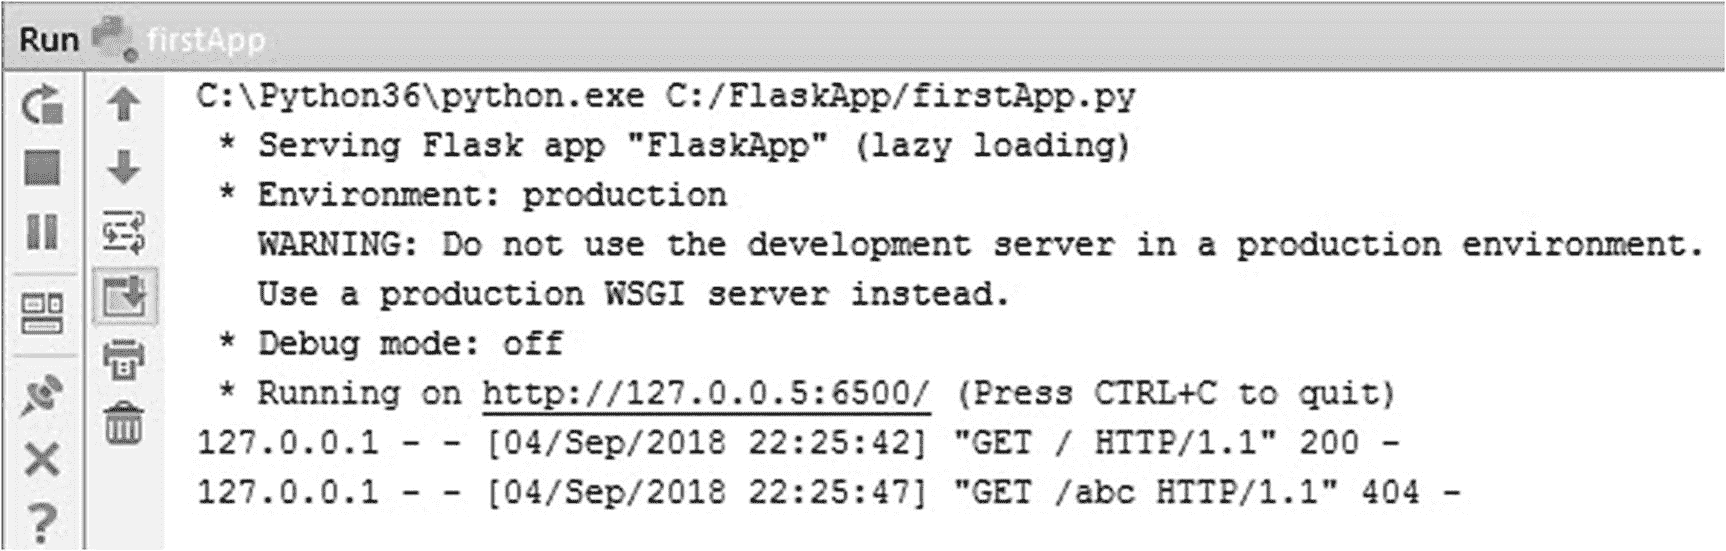 Run firstApp
C:\Python36\python.exe C:/FlaskApp/firstApp.py
* Serving Flask app "FlaskApp" (lazy loading)
* Environment: production
WARNING: Do not use the development server in a production environment.
Use a production WSGI server instead.
* Debug mode: off
* Running on http://127.0.0.5:6500/ (Press CTRL+C to quit)
127.0.0.1 - - [04/Sep/2018 22:25:42] "GET / HTTP/1.1" 200 -
127.0.0.1 - - [04/Sep/2018 22:25:47] "GET /abc HTTP/1.1" 404 -